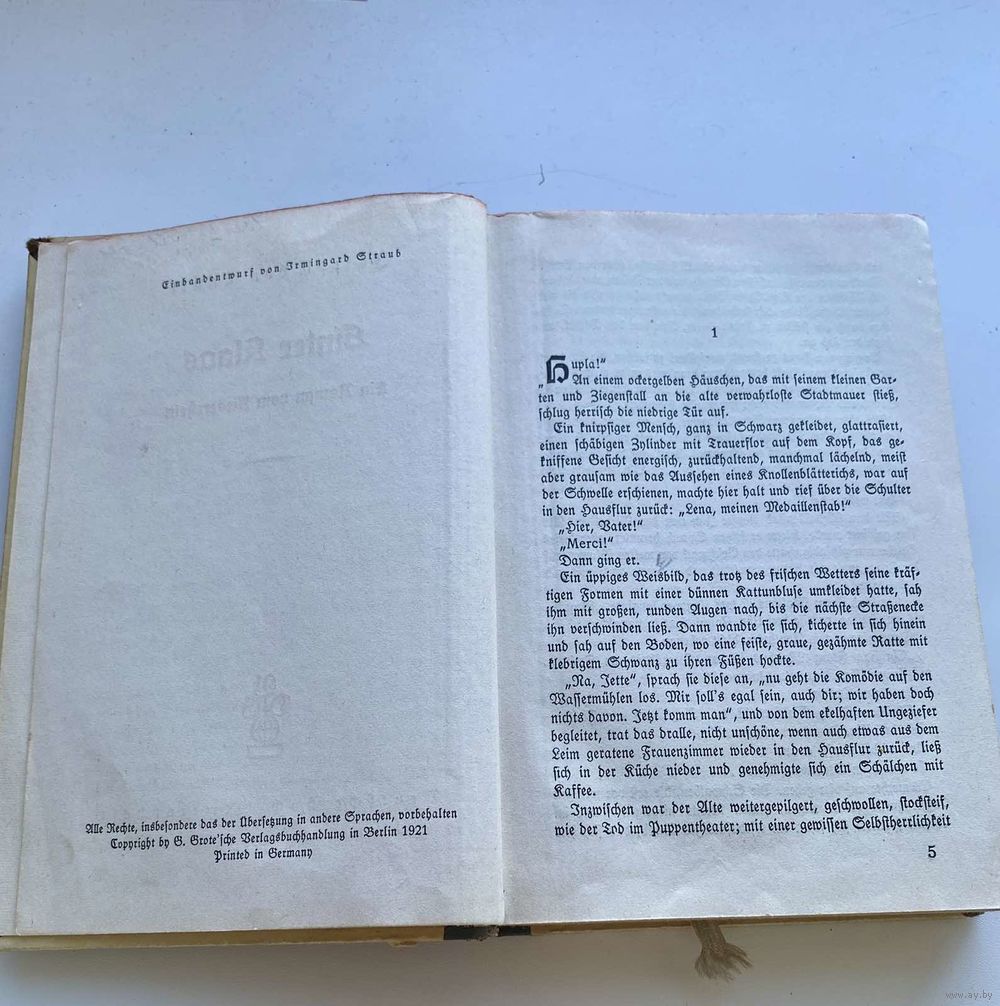 Einbandentwurf von Irmingard Straub
Alle Rechte, insbesondere das der Übersetzung in andere Sprachen, vorbehalten
Copyright by G. Grote'sche Verlagsbuchhandlung in Berlin 1921
Printed in Germany
1
„Hupla!“
An einem ockergelben Häuschen, das mit seinem kleinen Gar-
ten und Ziegenstall an die alte verwahrloste Stadtmauer stieß,
schlug herrisch die niedrige Tür auf.
Ein knirpsiger Mensch, ganz in Schwarz gekleidet, glattrasiert,
einen schäbigen Zylinder mit Trauerflor auf dem Kopf, das ge-
kniffene Gesicht energisch, zurückhaltend, manchmal lächelnd, meist
aber grausam wie das Aussehen eines Knollenblätterichs, war auf
der Schwelle erschienen, machte hier halt und rief über die Schulter
in den Hausflur zurück: „Lena, meinen Medaillenstab!“
„Hier, Vater!“
„Merci!“
Dann ging er.
Ein üppiges Weisbild, das trotz des frischen Wetters seine kräf-
tigen Formen mit einer dünnen Kattunbluse umkleidet hatte, sah
ihm mit großen, runden Augen nach, bis die nächste Straßenecke
ihn verschwinden ließ. Dann wandte sie sich, kicherte in sich hinein
und sah auf den Boden, wo eine feiste, graue, gezähmte Ratte mit
klebrigem Schwanz zu ihren Füßen hockte.
„Na, Jette“, sprach sie diese an, „nu geht die Komödie auf den
Wassermühlen los. Mir soll's egal sein, auch dir; wir haben doch
nichts davon. Jetzt komm man“, und von dem ekelhaften Ungeziefer
begleitet, trat das dralle, nicht unschöne, wenn auch etwas aus dem
Leim geratene Frauenzimmer wieder in den Hausflur zurück, ließ
sich in der Küche nieder und genehmigte sich ein Schälchen mit
Kaffee.
Inzwischen war der Alte weitergepilgert, geschwollen, stocksteif,
wie der Tod im Puppentheater; mit einer gewissen Selbstherrlichkeit
5
www.ay.by